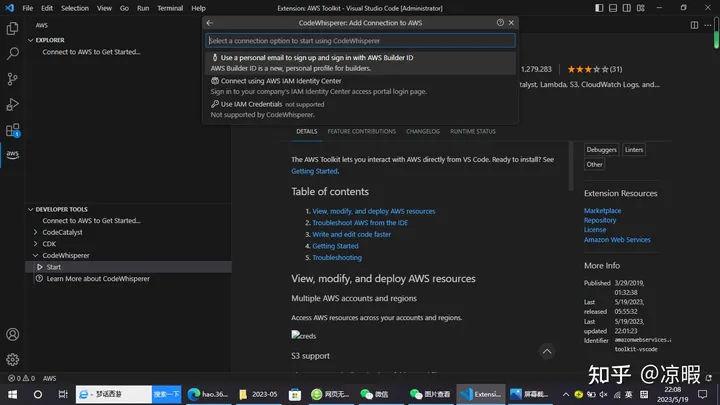 File Edit Selection View Go Run Terminal Help
Extension: AWS Toolkit - Visual Studio Code [Administrator]
CodeWhisperer: Add Connection to AWS
Select a connection option to start using CodeWhisperer
Use a personal email to sign up and sign in with AWS Builder ID
AWS Builder ID is a new, personal profile for builders.
Connect using AWS IAM Identity Center
Sign in to your company's IAM Identity Center access portal login page.
Use IAM Credentials not supported
Not supported by CodeWhisperer.
EXPLORER
Connect to AWS to Get Started...
1
aws
DEVELOPER TOOLS
Connect to AWS to Get Started...
CodeCatalyst
CDK
CodeWhisperer
Start
Learn More about CodeWhisperer
1,279,283
(31)
atalyst, Lambda, S3, CloudWatch Logs, and...
DETAILS FEATURE CONTRIBUTIONS CHANGELOG RUNTIME STATUS
The AWS Toolkit lets you interact with AWS directly from VS Code. Ready to install? See
Getting Started.
Table of contents
1. View, modify, and deploy AWS resources
2. Troubleshoot AWS from the IDE
3. Write and edit code faster
4. Getting Started
5. Troubleshooting
View, modify, and deploy AWS resources
Multiple AWS accounts and regions
Access AWS resources across your accounts and regions.
creds
S3 support
Debuggers Linters
Other
Extension Resources
Marketplace
Repository
License
Amazon Web Services
More Info
Published 3/29/2019,
01:32:38
Last 5/19/2023,
released 05:55:32
Last 5/19/2023,
updated 22:01:23
Identifier amazonwebservices.
toolkit-vscode
0 0 AWS
知乎 @凉暇
梦话西游
搜索一下
hao.36...
2023-05
网页无...
微信
图片查看
Extensi...
屏幕截...
英
22:08
2023/5/19